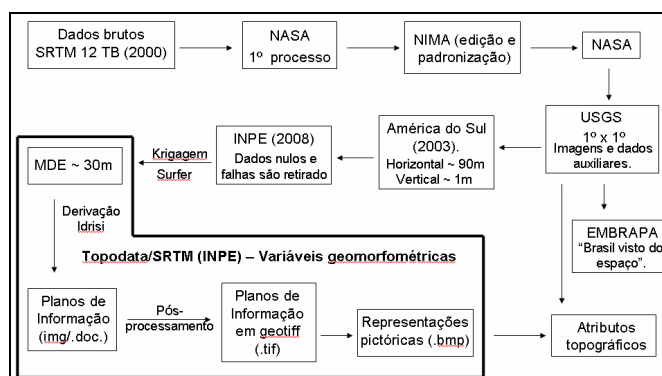 Dados brutos
SRTM 12 TB (2000)
NASA
1º processo
NIMA (edição e
padronização)
NASA
USGS
1º x 1º
Imagens e dados
auxiliares.
América do Sul
(2003).
Horizontal ~ 90m
Vertical ~ 1m
INPE (2008)
Dados nulos e
falhas são retirado
Krigagem
Surfer
MDE ~ 30m
Derivação
Idrisi
EMBRAPA
“Brasil visto do
espaço”.
Topodata/SRTM (INPE) – Variáveis geomorfométricas
Planos de
Informação
(img/.doc.)
Pós-
processamento
Planos de
Informação
em geotiff
(.tif)
Representações
pictóricas (.bmp)
Atributos
topográficos